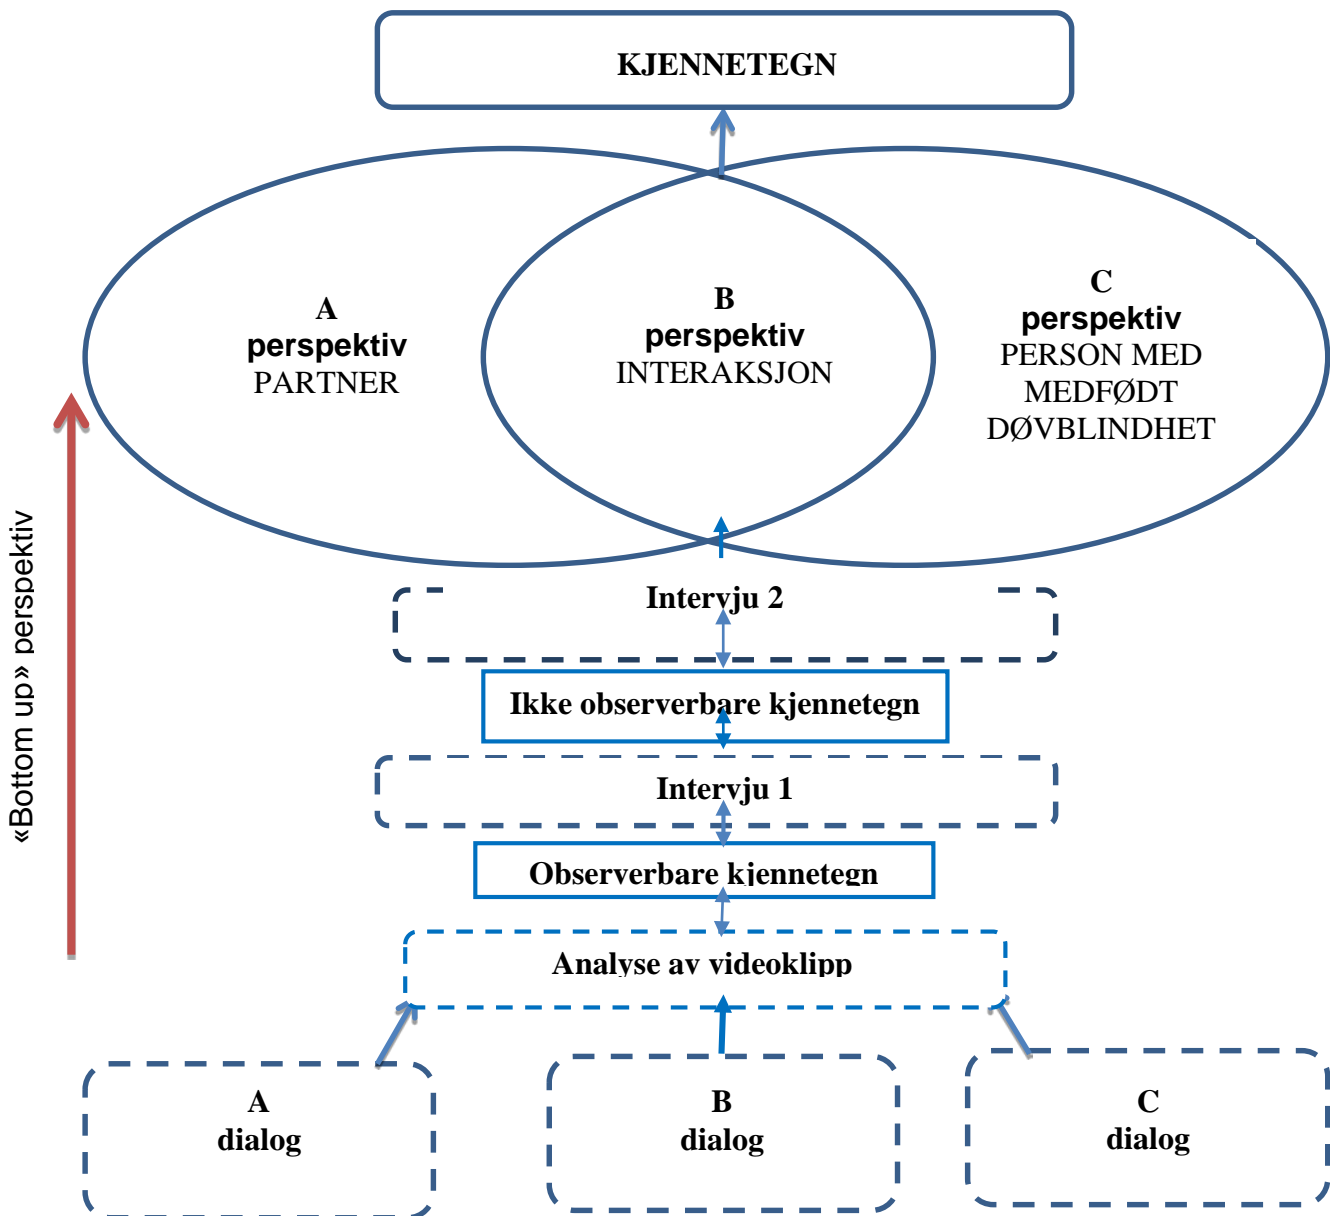 KJENNETEGN
A
perspektiv
PARTNER
B
perspektiv
INTERAKSJON
C
perspektiv
PERSON MED
MEDFØDT
DØVBLINDHET
«Bottom up» perspektiv
Intervju 2
Ikke observerbare kjennetegn
Intervju 1
Observerbare kjennetegn
Analyse av videoklipp
A
dialog
B
dialog
C
dialog